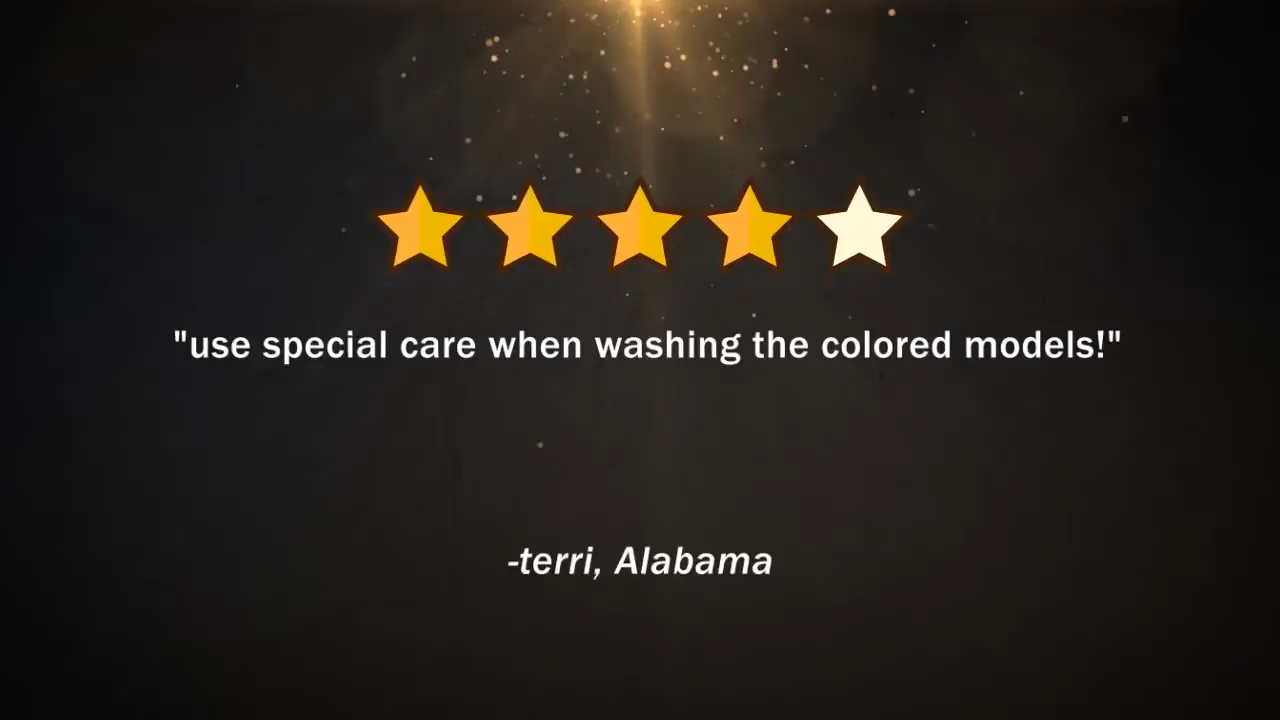 "use special care when washing the colored models!"
-terri, Alabama